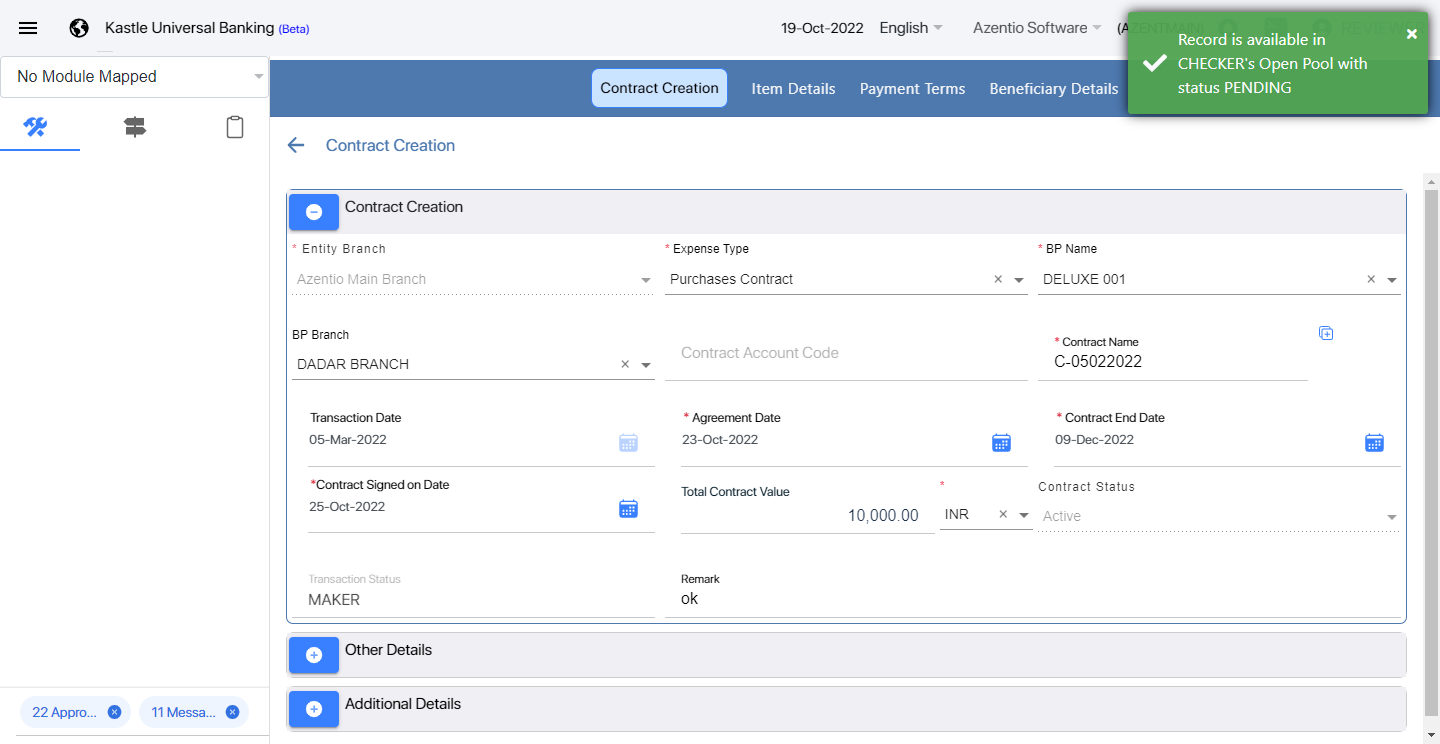 Kastle Universal Banking (Beta)
19-Oct-2022 English Azentio Software (AZENTMAIN) REVIEWER
Record is available in
CHECKER's Open Pool with
status PENDING
No Module Mapped
Contract Creation Item Details Payment Terms Beneficiary Details
Contract Creation
Contract Creation
* Entity Branch * Expense Type * BP Name
Azentio Main Branch Purchases Contract × DELUXE 001 ×
BP Branch
DADAR BRANCH ×
Contract Account Code
* Contract Name
C-05022022
Transaction Date * Agreement Date * Contract End Date
05-Mar-2022 23-Oct-2022 09-Dec-2022
*Contract Signed on Date
25-Oct-2022
Total Contract Value *
10,000.00 INR ×
Contract Status
Active
Transaction Status
MAKER
Remark
ok
Other Details
Additional Details
22 Appro... 11 Messa...